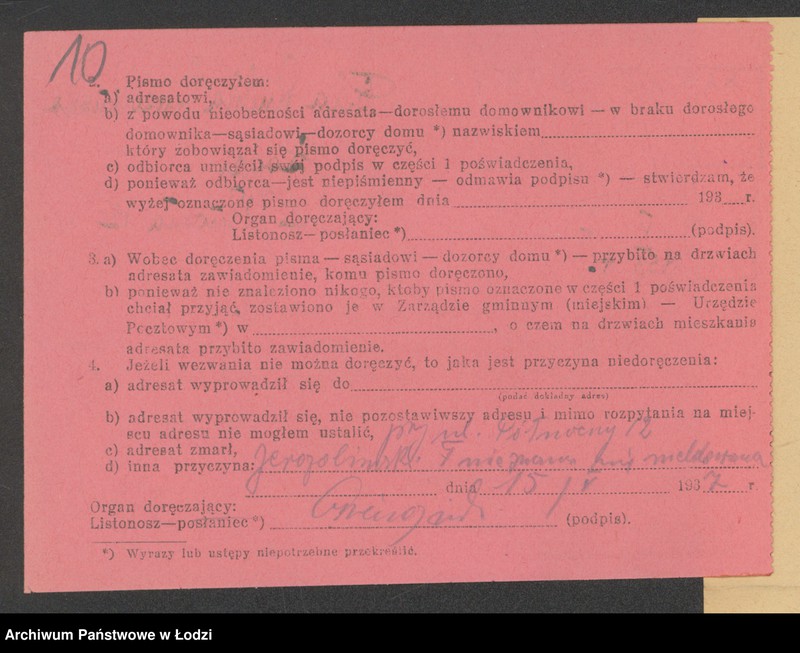 10
2. Pismo doręczyłem:
a) adresatowi,
b) z powodu nieobecności adresata—dorosłemu domownikowi — w braku dorosłego
domownika—sąsiadowi—dozorcy domu *) nazwiskiem
który zobowiązał się pismo doręczyć,
c) odbiorca umieścił swój podpis w części 1 poświadczenia,
d) ponieważ odbiorca—jest niepiśmienny — odmawia podpisu *) — stwierdzam, że
wyżej oznaczone pismo doręczyłem dnia 193 r.
Organ doręczający:
Listonosz—posłaniec *) (podpis).
3. a) Wobec doręczenia pisma — sąsiadowi — dozorcy domu *) — przybito na drzwiach
adresata zawiadomienie, komu pismo doręczono,
b) ponieważ nie znaleziono nikogo, ktoby pismo oznaczone w części 1 poświadczenia
chciał przyjąć, zostawiono je w Zarządzie gminnym (miejskim) — Urzędzie
Pocztowym *) w , o czem na drzwiach mieszkania
adresata przybito zawiadomienie.
4. Jeżeli wezwania nie można doręczyć, to jaka jest przyczyna niedoręczenia:
a) adresat wyprowadził się do
(podać dokładny adres)
b) adresat wyprowadził się, nie pozostawiwszy adresu i mimo rozpytania na miej-
scu adresu nie mogłem ustalić,
przy ul. Północny 12
c) adresat zmarł,
d) inna przyczyna: meldowana
dnia 15 / V 1937 r
Organ doręczający:
Listonosz—posłaniec *) (podpis).
*) Wyrazy lub ustępy niepotrzebne przekreślić.
Archiwum Państwowe w Łodzi